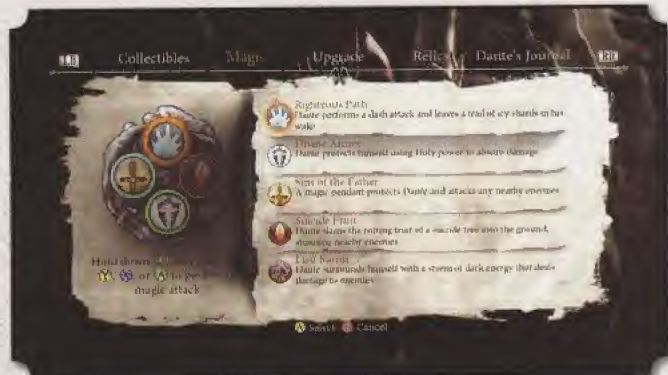 LB Collectibles Magic Upgrade Relics Dante's Journal RB
Righteous Path
Dante performs a dash attack and leaves a trail of icy shards in his
wake
Divine Armor
Dante protects himself using Holy power to absorb damage
Sins of the Father
A magic pendant protects Dante and attacks any nearby enemies
Suicide Fruit
Dante slams the rotting fruit of a suicide tree into the ground,
stunning nearby enemies
Lust Storm
Dante surrounds himself with a storm of dark energy that deals
damage to enemies
Hold down
Y, X, or A to
magic attack
A Select B Cancel